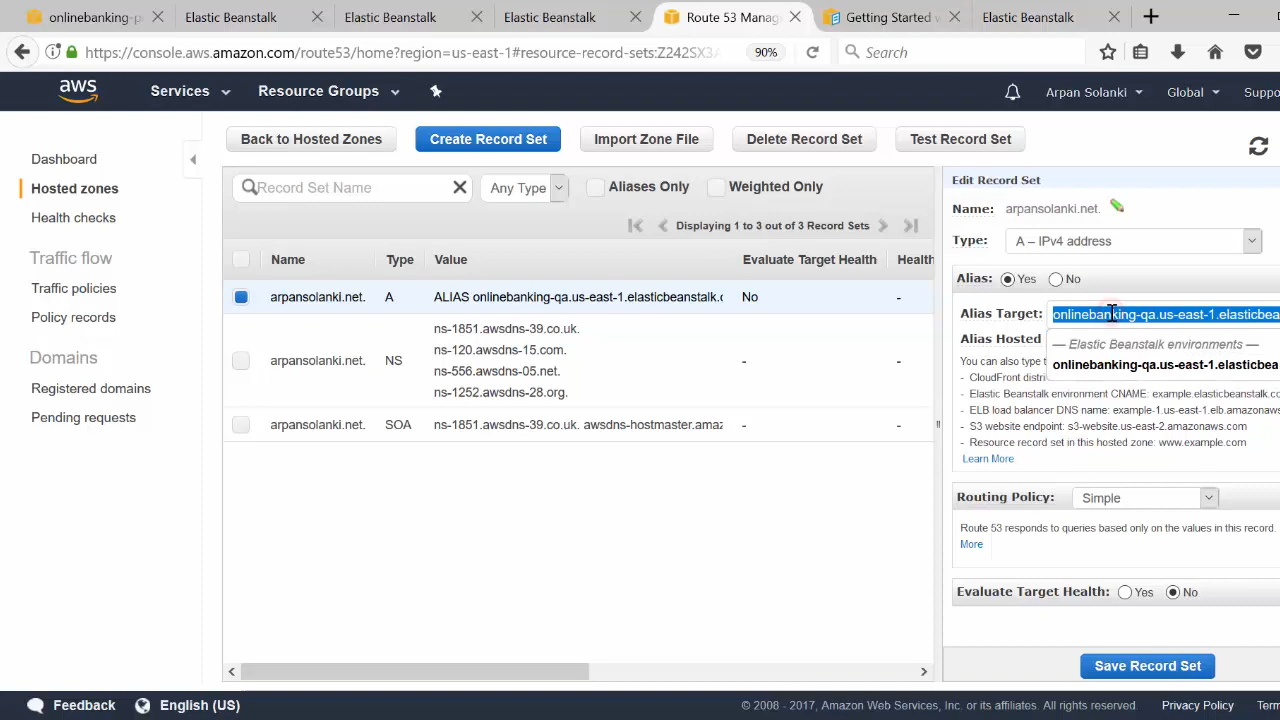 onlinebanking-p
Elastic Beanstalk
Elastic Beanstalk
Elastic Beanstalk
Route 53 Manag
Getting Started v
Elastic Beanstalk
https://console.aws.amazon.com/route53/home?region=us-east-1#resource-record-sets:Z242SX3A
90%
Search
aws
Services
Resource Groups
Arpan Solanki
Global
Suppo
Dashboard
Hosted zones
Health checks
Traffic flow
Traffic policies
Policy records
Domains
Registered domains
Pending requests
Back to Hosted Zones
Create Record Set
Import Zone File
Delete Record Set
Test Record Set
Record Set Name
Any Type
Aliases Only
Weighted Only
Displaying 1 to 3 out of 3 Record Sets
Name Type Value Evaluate Target Health Health
arpansolanki.net. A ALIAS onlinebanking-qa.us-east-1.elasticbeanstalk.c No -
ns-1851.awsdns-39.co.uk.
ns-120.awsdns-15.com.
arpansolanki.net. NS - -
ns-556.awsdns-05.net.
ns-1252.awsdns-28.org.
arpansolanki.net. SOA ns-1851.awsdns-39.co.uk. awsdns-hostmaster.amaz - -
Edit Record Set
Name: arpansolanki.net.
Type: A – IPv4 address
Alias: Yes No
Alias Target: onlinebanking-qa.us-east-1.elasticbea
Alias Hosted
— Elastic Beanstalk environments —
You can also type t
onlinebanking-qa.us-east-1.elasticbea
- CloudFront distri
- Elastic Beanstalk environment CNAME: example.elasticbeanstalk.co
- ELB load balancer DNS name: example-1.us-east-1.elb.amazonaws
- S3 website endpoint: s3-website.us-east-2.amazonaws.com
- Resource record set in this hosted zone: www.example.com
Learn More
Routing Policy: Simple
Route 53 responds to queries based only on the values in this record.
More
Evaluate Target Health: Yes No
Save Record Set
Feedback
English (US)
© 2008 - 2017, Amazon Web Services, Inc. or its affiliates. All rights reserved.
Privacy Policy
Term